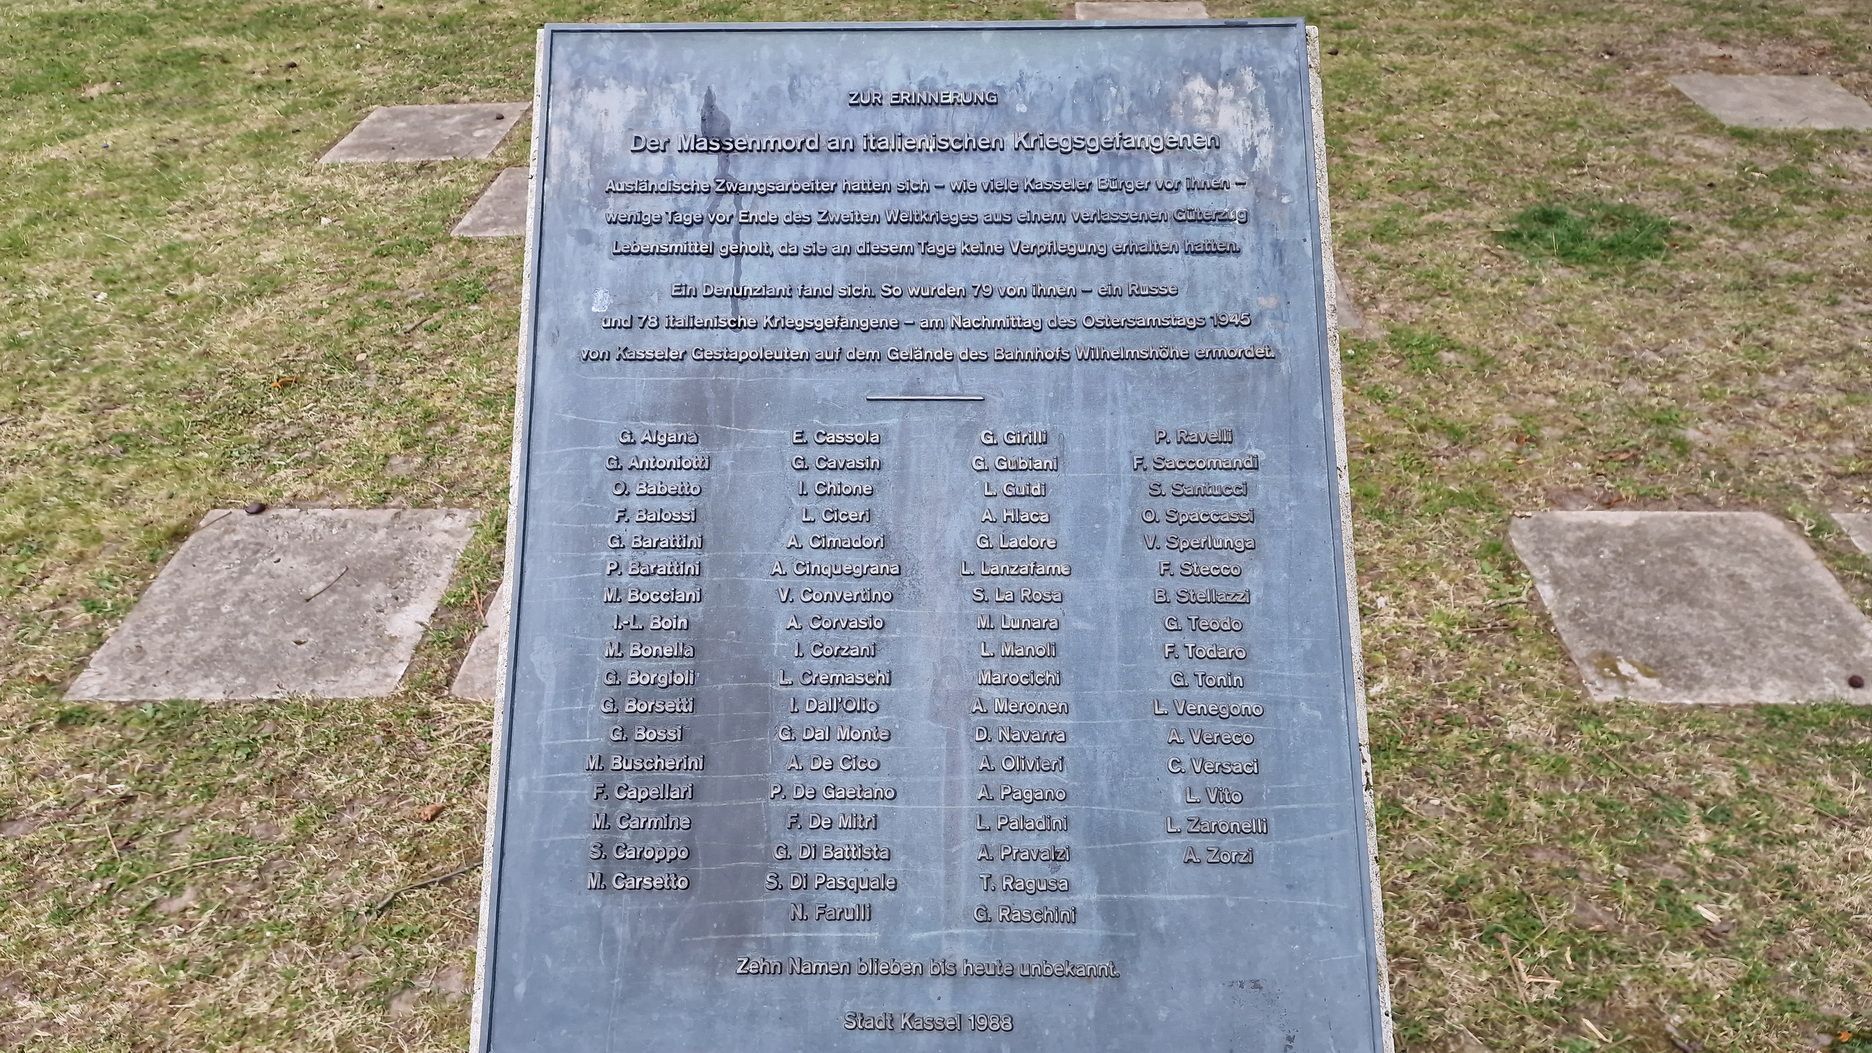 ZUR ERINNERUNG
Der Massenmord an italienischen Kriegsgefangenen
Ausländische Zwangsarbeiter hatten sich – wie viele Kasseler Bürger vor ihnen –
wenige Tage vor Ende des Zweiten Weltkrieges aus einem verlassenen Güterzug
Lebensmittel geholt, da sie an diesem Tage keine Verpflegung erhalten hatten.
Ein Denunziant fand sich. So wurden 79 von ihnen – ein Russe
und 78 italienische Kriegsgefangene – am Nachmittag des Ostersamstags 1945
von Kasseler Gestapoleuten auf dem Gelände des Bahnhofs Wilhelmshöhe ermordet.
G. Algana
G. Antoniotti
O. Babetto
F. Balossi
G. Barattini
P. Barattini
M. Bocciani
I.-L. Boin
M. Bonella
G. Borgioli
G. Borsetti
G. Bossi
M. Buscherini
F. Capellari
M. Carmine
S. Caroppo
M. Carsetto
E. Cassola
G. Cavasin
I. Chione
L. Ciceri
A. Cimadori
A. Cinquegrana
V. Convertino
A. Corvasio
I. Corzani
L. Cremaschi
I. Dall'Olio
G. Dal Monte
A. De Cico
P. De Gaetano
F. De Mitri
G. Di Battista
S. Di Pasquale
N. Farulli
G. Girilli
G. Gubiani
L. Guidi
A. Hlaca
G. Ladore
L. Lanzafame
S. La Rosa
M. Lunara
L. Manoli
Marocichi
A. Meronen
D. Navarra
A. Olivieri
A. Pagano
L. Paladini
A. Pravalzi
T. Ragusa
G. Raschini
P. Ravelli
F. Saccomandi
S. Santucci
O. Spaccassi
V. Sperlunga
F. Stecco
B. Stellazzi
G. Teodo
F. Todaro
G. Tonin
L. Venegono
A. Vereco
C. Versaci
L. Vito
L. Zaronelli
A. Zorzi
Zehn Namen blieben bis heute unbekannt.
Stadt Kassel 1988